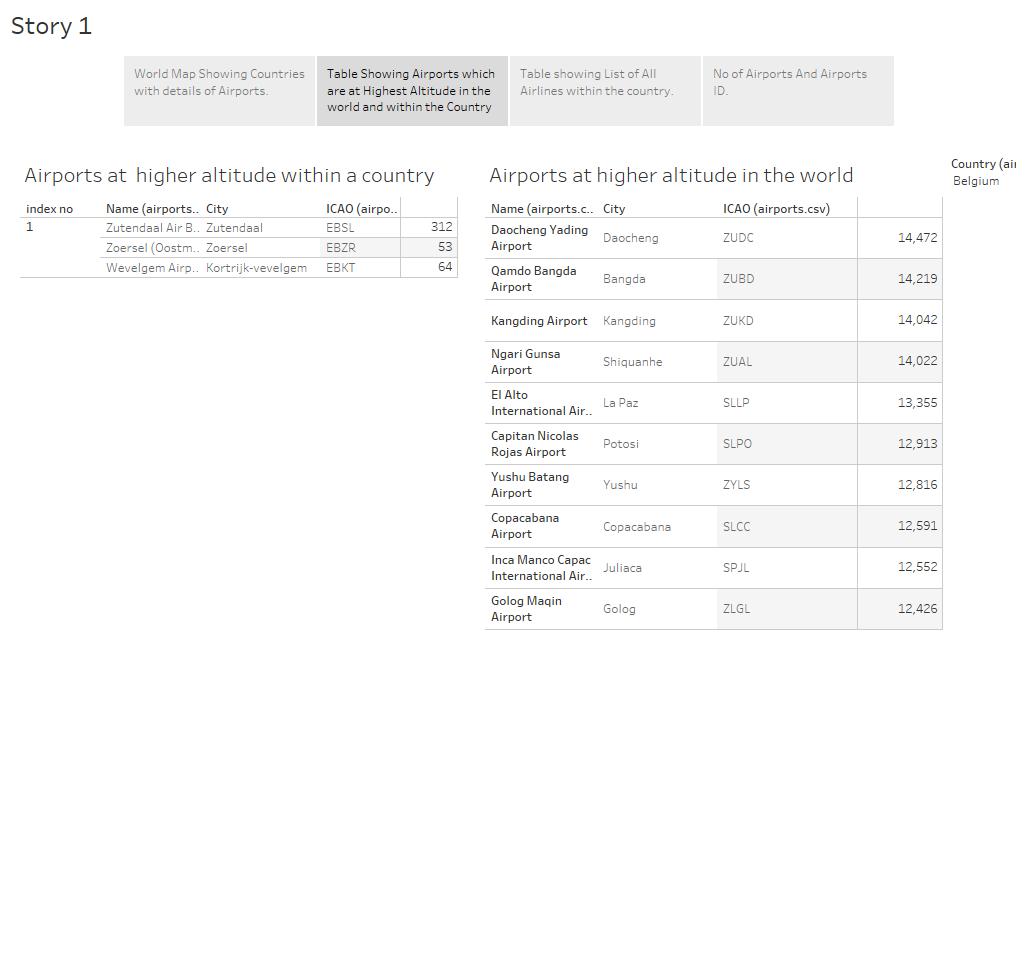 Story 1
World Map Showing Countries
with details of Airports.
Table Showing Airports which
are at Highest Altitude in the
world and within the Country
Table showing List of All
Airlines within the country.
No of Airports And Airports
ID.
Airports at higher altitude within a country
index no Name (airports.. City ICAO (airpo..
1 Zutendaal Air B.. Zutendaal EBSL 312
Zoersel (Oostm.. Zoersel EBZR 53
Wevelgem Airp.. Kortrijk-vevelgem EBKT 64
Airports at higher altitude in the world
Name (airports.c.. City ICAO (airports.csv)
Daocheng Yading
Airport
Daocheng ZUDC 14,472
Qamdo Bangda
Airport
Bangda ZUBD 14,219
Kangding Airport Kangding ZUKD 14,042
Ngari Gunsa
Airport
Shiquanhe ZUAL 14,022
El Alto
International Air..
La Paz SLLP 13,355
Capitan Nicolas
Rojas Airport
Potosi SLPO 12,913
Yushu Batang
Airport
Yushu ZYLS 12,816
Copacabana
Airport
Copacabana SLCC 12,591
Inca Manco Capac
International Air..
Juliaca SPJL 12,552
Golog Maqin
Airport
Golog ZLGL 12,426
Country (air
Belgium